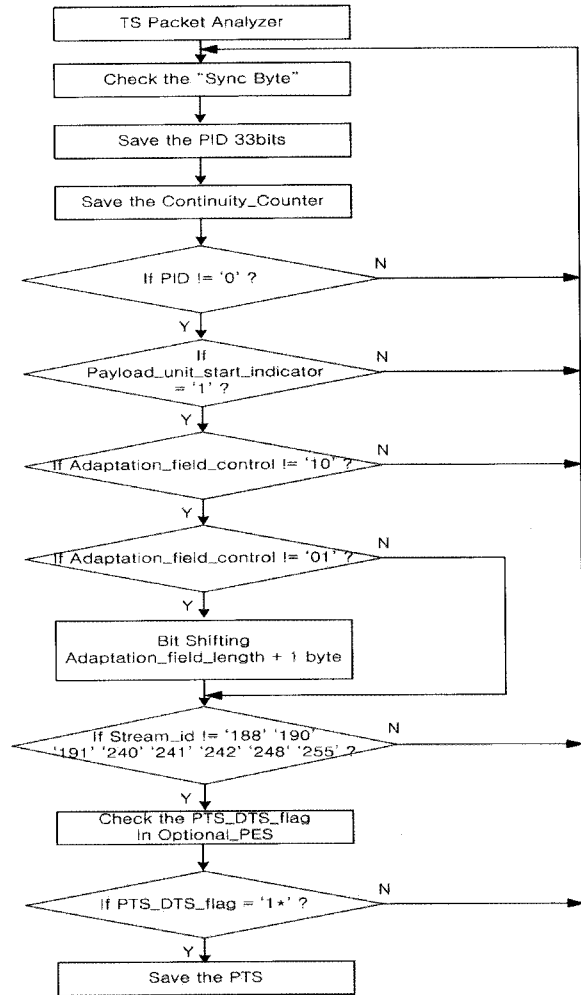 TS Packet Analyzer
Check the "Sync Byte"
Save the PID 33bits
Save the Continuity_Counter
If PID != '0' ?
N
Y
If
Payload_unit_start_indicator
= '1' ?
N
Y
If Adaptation_field_control != '10' ?
N
Y
If Adaptation_field_control != '01' ?
N
Y
Bit Shifting
Adaptation_field_length + 1 byte
If Stream_id != '188' '190'
'191' '240' '241' '242' '248' '255' ?
N
Y
Check the PTS_DTS_flag
in Optional_PES
If PTS_DTS_flag = '1*' ?
N
Y
Save the PTS